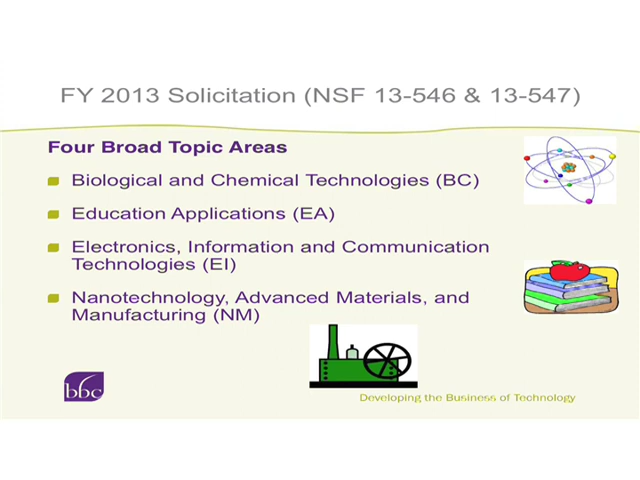 FY 2013 Solicitation (NSF 13-546 & 13-547)
Four Broad Topic Areas
Biological and Chemical Technologies (BC)
Education Applications (EA)
Electronics, Information and Communication
Technologies (EI)
Nanotechnology, Advanced Materials, and
Manufacturing (NM)
bbc
Developing the Business of Technology